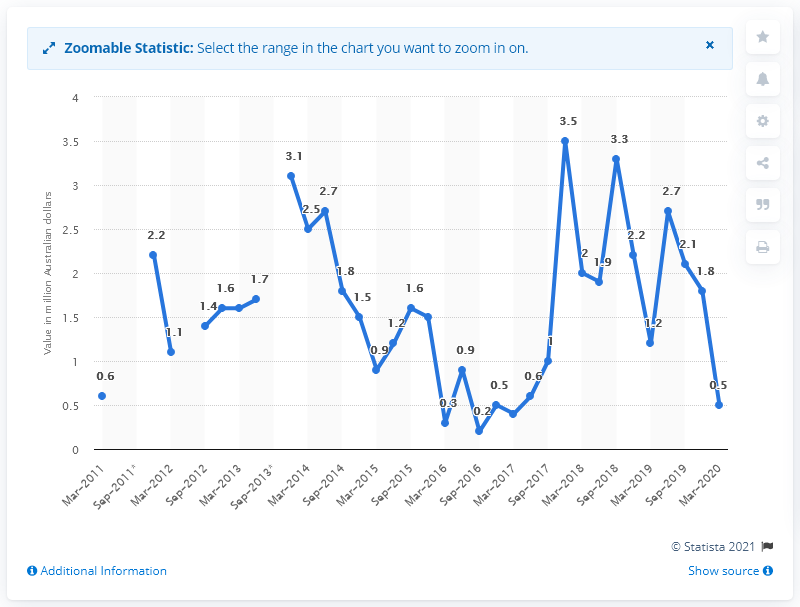 Zoomable Statistic: Select the range in the chart you want to zoom in on.
×
Value in million Australian dollars
4
3.5
3
2.5
2
1.5
1
0.5
0
0.6
2.2
1.1
1.4
1.6
1.7
3.1
2.5
2.7
1.8
1.5
0.9
1.2
1.6
0.3
0.9
0.2
0.5
0.6
1
3.5
2
1.9
3.3
2.2
1.2
2.7
2.1
1.8
0.5
Mar-2011
Sep-2011*
Mar-2012
Sep-2012
Mar-2013
Sep-2013*
Mar-2014
Sep-2014
Mar-2015
Sep-2015
Mar-2016
Sep-2016
Mar-2017
Sep-2017
Mar-2018
Sep-2018
Mar-2019
Sep-2019
Mar-2020
© Statista 2021
Additional Information
Show source